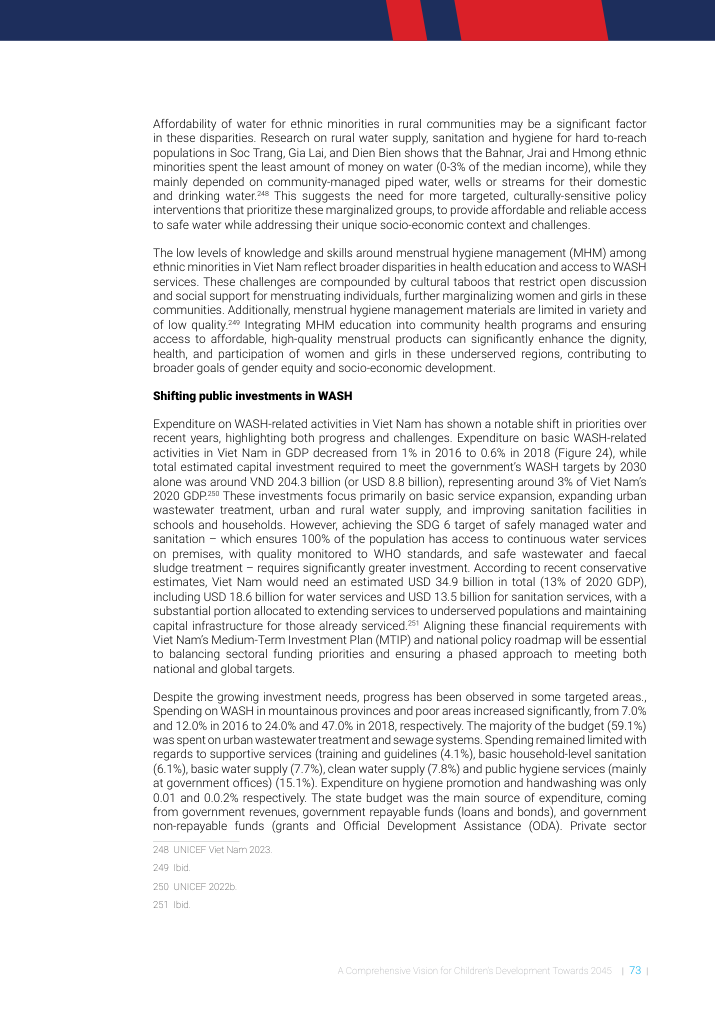 Affordability of water for ethnic minorities in rural communities may be a significant factor
in these disparities. Research on rural water supply, sanitation and hygiene for hard to-reach
populations in Soc Trang, Gia Lai, and Dien Bien shows that the Bahnar, Jrai and Hmong ethnic
minorities spent the least amount of money on water (0-3% of the median income), while they
mainly depended on community-managed piped water, wells or streams for their domestic
and drinking water.248 This suggests the need for more targeted, culturally-sensitive policy
interventions that prioritize these marginalized groups, to provide affordable and reliable access
to safe water while addressing their unique socio-economic context and challenges.
The low levels of knowledge and skills around menstrual hygiene management (MHM) among
ethnic minorities in Viet Nam reflect broader disparities in health education and access to WASH
services. These challenges are compounded by cultural taboos that restrict open discussion
and social support for menstruating individuals, further marginalizing women and girls in these
communities. Additionally, menstrual hygiene management materials are limited in variety and
of low quality.249 Integrating MHM education into community health programs and ensuring
access to affordable, high-quality menstrual products can significantly enhance the dignity,
health, and participation of women and girls in these underserved regions, contributing to
broader goals of gender equity and socio-economic development.
Shifting public investments in WASH
Expenditure on WASH-related activities in Viet Nam has shown a notable shift in priorities over
recent years, highlighting both progress and challenges. Expenditure on basic WASH-related
activities in Viet Nam in GDP decreased from 1% in 2016 to 0.6% in 2018 (Figure 24), while
total estimated capital investment required to meet the government's WASH targets by 2030
alone was around VND 204.3 billion (or USD 8.8 billion), representing around 3% of Viet Nam's
2020 GDP.250 These investments focus primarily on basic service expansion, expanding urban
wastewater treatment, urban and rural water supply, and improving sanitation facilities in
schools and households. However, achieving the SDG 6 target of safely managed water and
sanitation – which ensures 100% of the population has access to continuous water services
on premises, with quality monitored to WHO standards, and safe wastewater and faecal
sludge treatment – requires significantly greater investment. According to recent conservative
estimates, Viet Nam would need an estimated USD 34.9 billion in total (13% of 2020 GDP),
including USD 18.6 billion for water services and USD 13.5 billion for sanitation services, with a
substantial portion allocated to extending services to underserved populations and maintaining
capital infrastructure for those already serviced.251 Aligning these financial requirements with
Viet Nam's Medium-Term Investment Plan (MTIP) and national policy roadmap will be essential
to balancing sectoral funding priorities and ensuring a phased approach to meeting both
national and global targets.
Despite the growing investment needs, progress has been observed in some targeted areas.,
Spending on WASH in mountainous provinces and poor areas increased significantly, from 7.0%
and 12.0% in 2016 to 24.0% and 47.0% in 2018, respectively. The majority of the budget (59.1%)
was spent on urban wastewater treatment and sewage systems. Spending remained limited with
regards to supportive services (training and guidelines (4.1%), basic household-level sanitation
(6.1%), basic water supply (7.7%), clean water supply (7.8%) and public hygiene services (mainly
at government offices) (15.1%). Expenditure on hygiene promotion and handwashing was only
0.01 and 0.0.2% respectively. The state budget was the main source of expenditure, coming
from government revenues, government repayable funds (loans and bonds), and government
non-repayable funds (grants and Official Development Assistance (ODA). Private sector
248 UNICEF Viet Nam 2023.
249 Ibid.
250 UNICEF 2022b.
251 Ibid.
A Comprehensive Vision for Children's Development Towards 2045 | 73 |